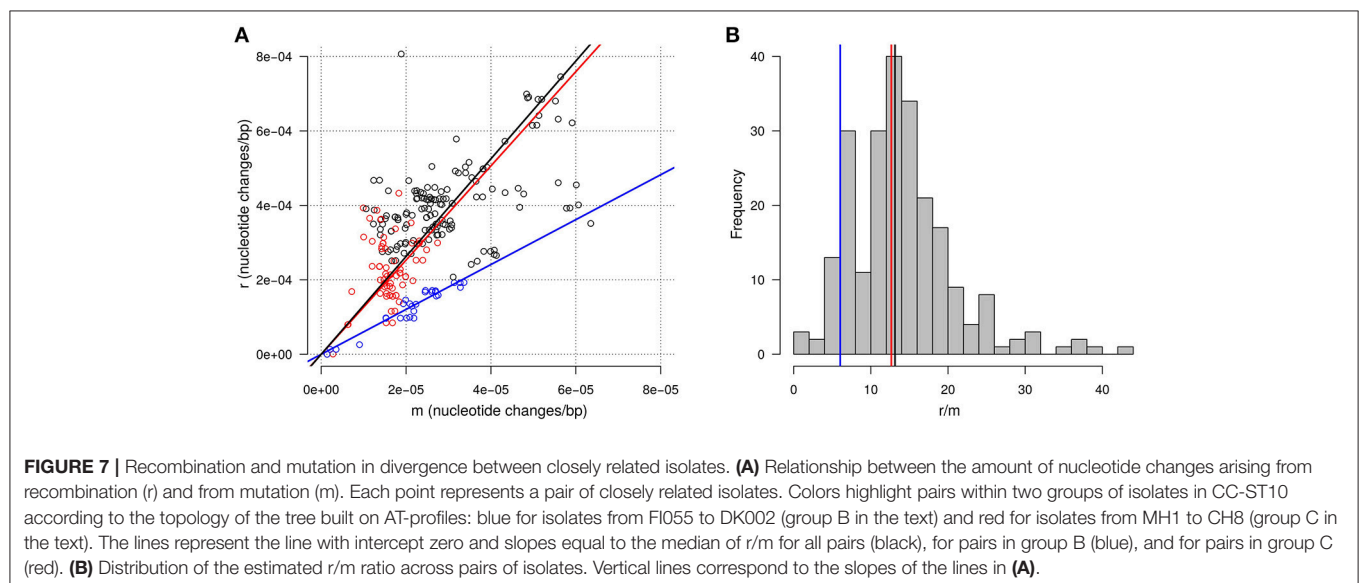 A
8e−04
6e−04
4e−04
2e−04
0e+00
r (nucleotide changes/bp)
0e+00 2e−05 4e−05 6e−05 8e−05
m (nucleotide changes/bp)
B
40
30
20
10
0
Frequency
0 10 20 30 40
r/m
FIGURE 7 | Recombination and mutation in divergence between closely related isolates. (A) Relationship between the amount of nucleotide changes arising from
recombination (r) and from mutation (m). Each point represents a pair of closely related isolates. Colors highlight pairs within two groups of isolates in CC-ST10
according to the topology of the tree built on AT-profiles: blue for isolates from FI055 to DK002 (group B in the text) and red for isolates from MH1 to CH8 (group C in
the text). The lines represent the line with intercept zero and slopes equal to the median of r/m for all pairs (black), for pairs in group B (blue), and for pairs in group C
(red). (B) Distribution of the estimated r/m ratio across pairs of isolates. Vertical lines correspond to the slopes of the lines in (A).